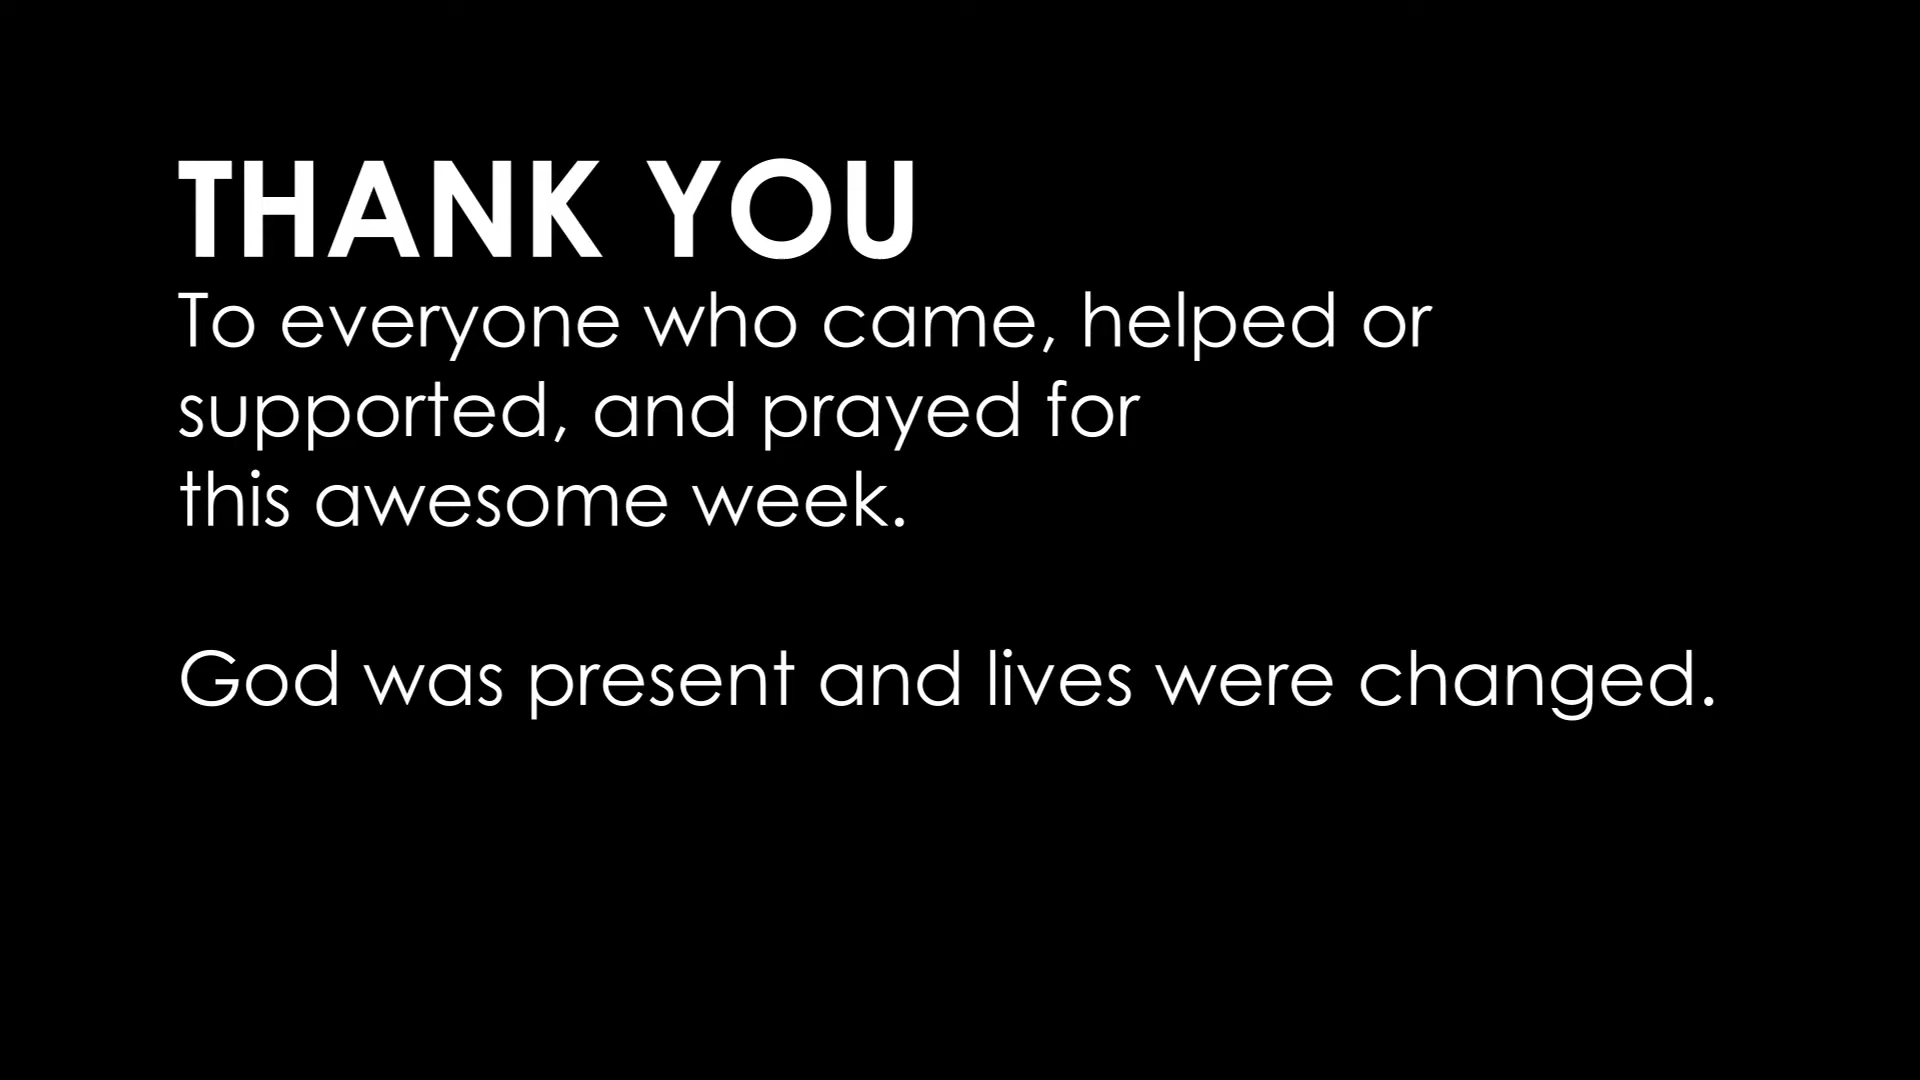 THANK YOU
To everyone who came, helped or
supported, and prayed for
this awesome week.
God was present and lives were changed.